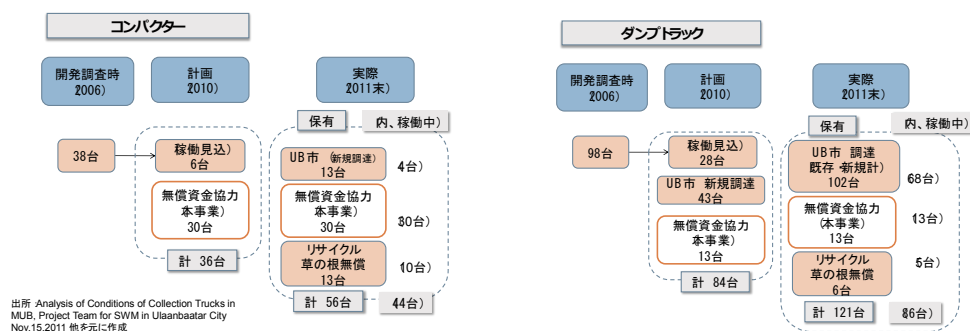 コンパクター
開発調査時
2006)
計画
2010)
実際
2011末)
保有
内、稼働中)
38台
稼働見込)
6台
無償資金協力
本事業)
30台
計 36台
UB市 (新規調達)
13台
4台)
無償資金協力
本事業)
30台
30台)
リサイクル
草の根無償
13台
10台)
計 56台
44台)
出所 :Analysis of Conditions of Collection Trucks in
MUB, Project Team for SWM in Ulaanbaatar City
Nov,15,2011 他を元に作成
ダンプトラック
開発調査時
2006)
計画
2010)
実際
2011末)
保有
内、稼働中)
98台
稼働見込)
28台
UB市 新規調達
43台
無償資金協力
本事業)
13台
計 84台
UB市 調達
既存・新規計)
102台
68台)
無償資金協力
(本事業)
13台
13台)
リサイクル
草の根無償
6台
5台)
計 121台
86台)